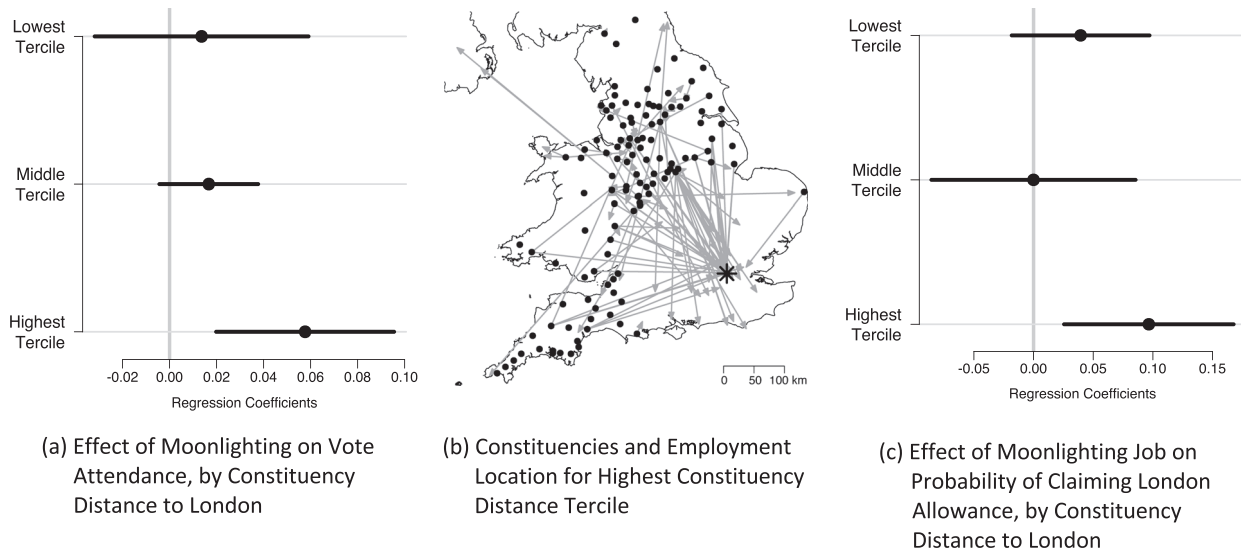 Lowest
Tercile
Middle
Tercile
Highest
Tercile
-0.02 0.00 0.02 0.04 0.06 0.08 0.10
Regression Coefficients
(a) Effect of Moonlighting on Vote
Attendance, by Constituency
Distance to London
0 50 100 km
(b) Constituencies and Employment
Location for Highest Constituency
Distance Tercile
Lowest
Tercile
Middle
Tercile
Highest
Tercile
-0.05 0.00 0.05 0.10 0.15
Regression Coefficients
(c) Effect of Moonlighting Job on
Probability of Claiming London
Allowance, by Constituency
Distance to London